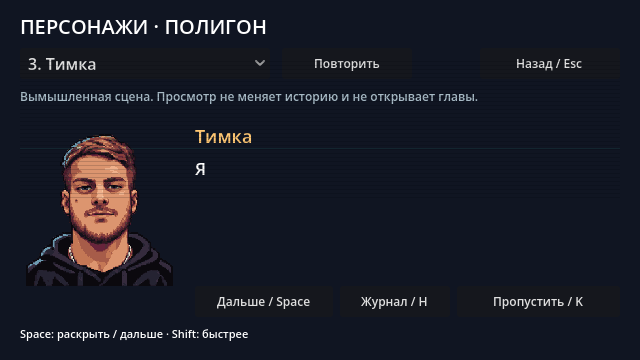 ПЕРСОНАЖИ · ПОЛИГОН
3. Тимка
Повторить
Назад / Esc
Вымышленная сцена. Просмотр не меняет историю и не открывает главы.
Тимка
Я
Дальше / Space
Журнал / H
Пропустить / K
Space: раскрыть / дальше · Shift: быстрее